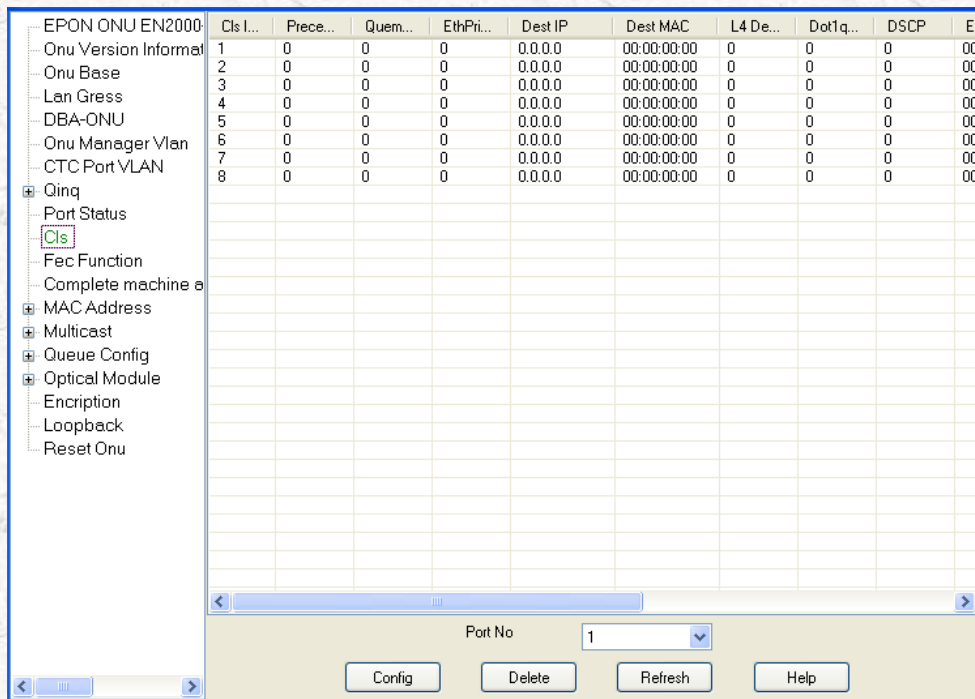 EPON ONU EN2000-
Onu Version Informat
Onu Base
Lan Gress
DBA-ONU
Onu Manager Vlan
CTC Port VLAN
Qinq
Port Status
Cls
Fec Function
Complete machine a
MAC Address
Multicast
Queue Config
Optical Module
Encription
Loopback
Reset Onu
Cls I... Prece... Quem... EthPri... Dest IP Dest MAC L4 De... Dot1q... DSCP E
1 0 0 0 0.0.0.0 00:00:00:00 0 0 0 00
2 0 0 0 0.0.0.0 00:00:00:00 0 0 0 00
3 0 0 0 0.0.0.0 00:00:00:00 0 0 0 00
4 0 0 0 0.0.0.0 00:00:00:00 0 0 0 00
5 0 0 0 0.0.0.0 00:00:00:00 0 0 0 00
6 0 0 0 0.0.0.0 00:00:00:00 0 0 0 00
7 0 0 0 0.0.0.0 00:00:00:00 0 0 0 00
8 0 0 0 0.0.0.0 00:00:00:00 0 0 0 00
Port No 1
Config Delete Refresh Help